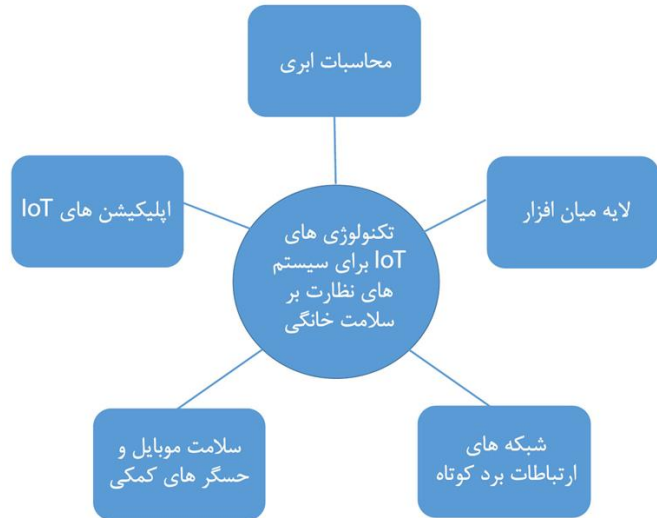 محاسبات ابری
لایه میان افزار
اپلیکیشن های IoT
تکنولوژی های
IoT برای سیستم
های نظارت بر
سلامت خانگی
شبکه های
ارتباطات برد کوتاه
سلامت موبایل و
حسگر های کمکی